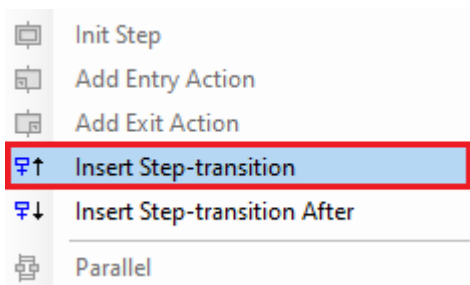 Init Step
Add Entry Action
Add Exit Action
Insert Step-transition
Insert Step-transition After
Parallel